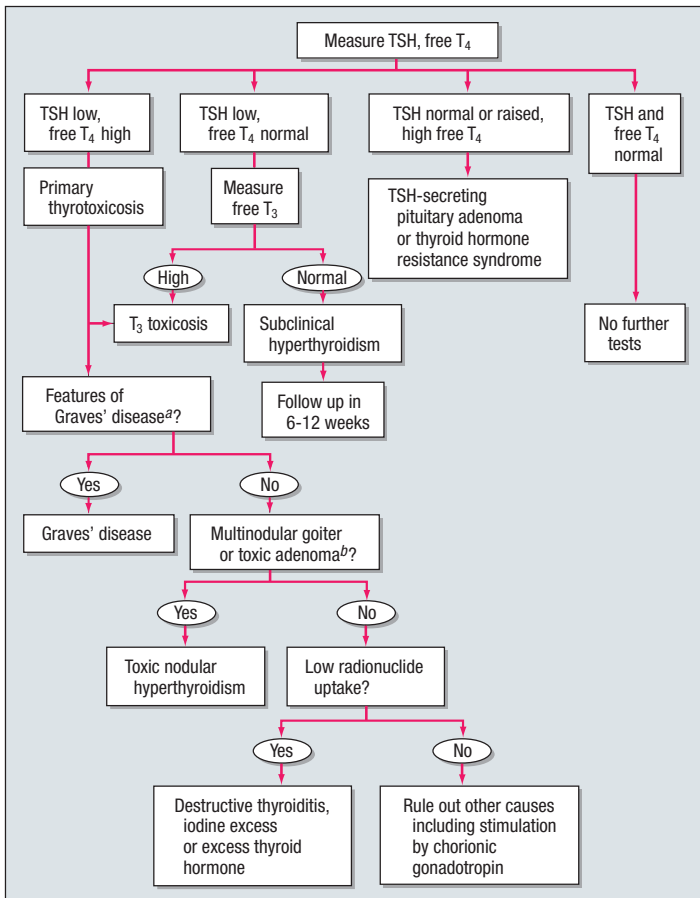 Measure TSH, free T₄
TSH low,
free T₄ high
TSH low,
free T₄ normal
TSH normal or raised,
high free T₄
TSH and
free T₄
normal
Primary
thyrotoxicosis
Measure
free T₃
TSH-secreting
pituitary adenoma
or thyroid hormone
resistance syndrome
High
Normal
T₃ toxicosis
Subclinical
hyperthyroidism
No further
tests
Features of
Graves' diseaseᵃ?
Follow up in
6-12 weeks
Yes
No
Graves' disease
Multinodular goiter
or toxic adenomaᵇ?
Yes
No
Toxic nodular
hyperthyroidism
Low radionuclide
uptake?
Yes
No
Destructive thyroiditis,
iodine excess
or excess thyroid
hormone
Rule out other causes
including stimulation
by chorionic
gonadotropin